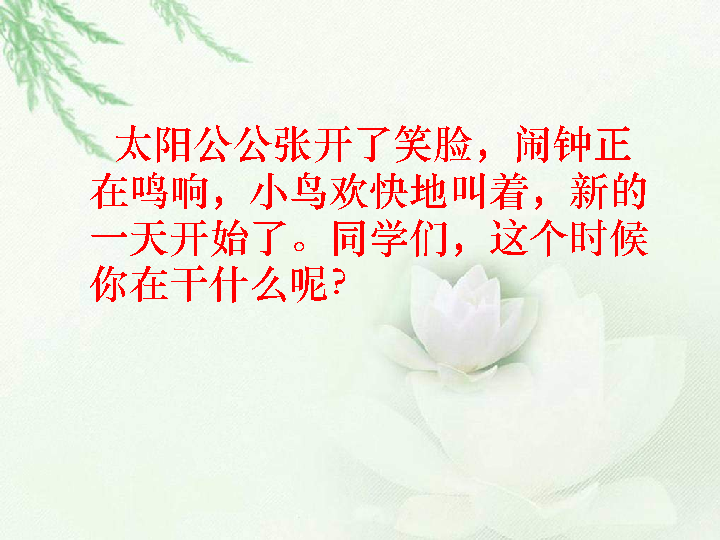 太阳公公张开了笑脸，闹钟正
在鸣响，小鸟欢快地叫着，新的
一天开始了。同学们，这个时候
你在干什么呢?